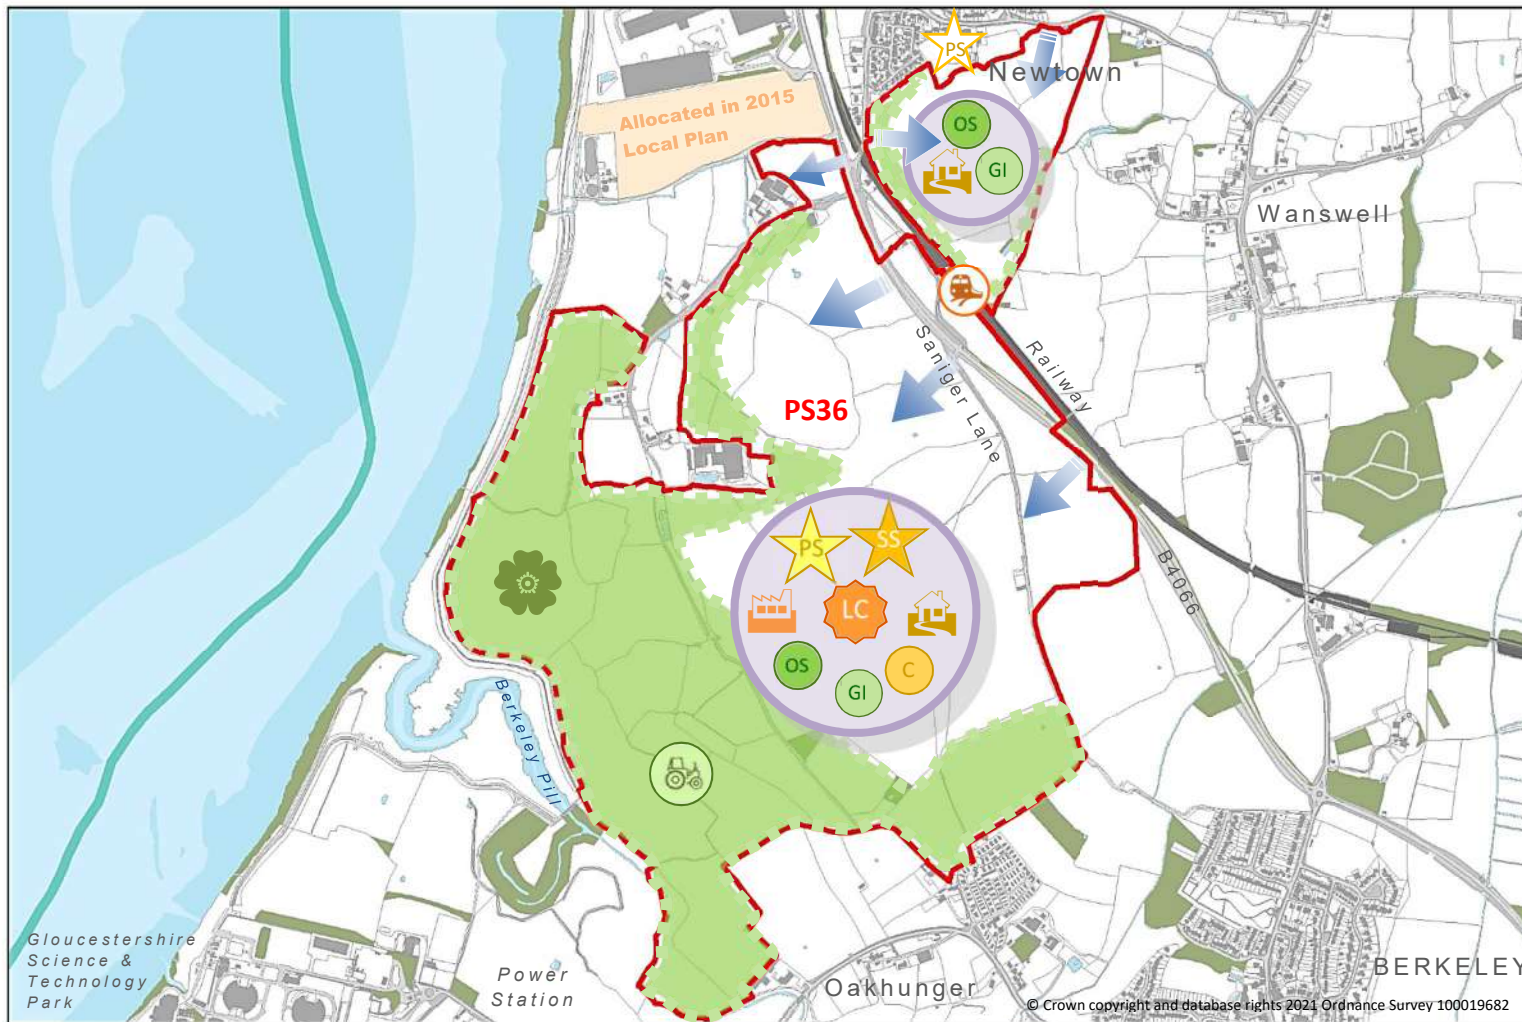 PS
Newtown
Allocated in 2015
Local Plan
OS
GI
Wanswell
Saniger Lane
Railway
PS36
PS
SS
LC
OS
GI
C
B4066
Berkeley Pill
Gloucestershire
Science &
Technology
Park
Power
Station
Oakhunger
BERKELEY
© Crown copyright and database rights 2021 Ordnance Survey 100019682